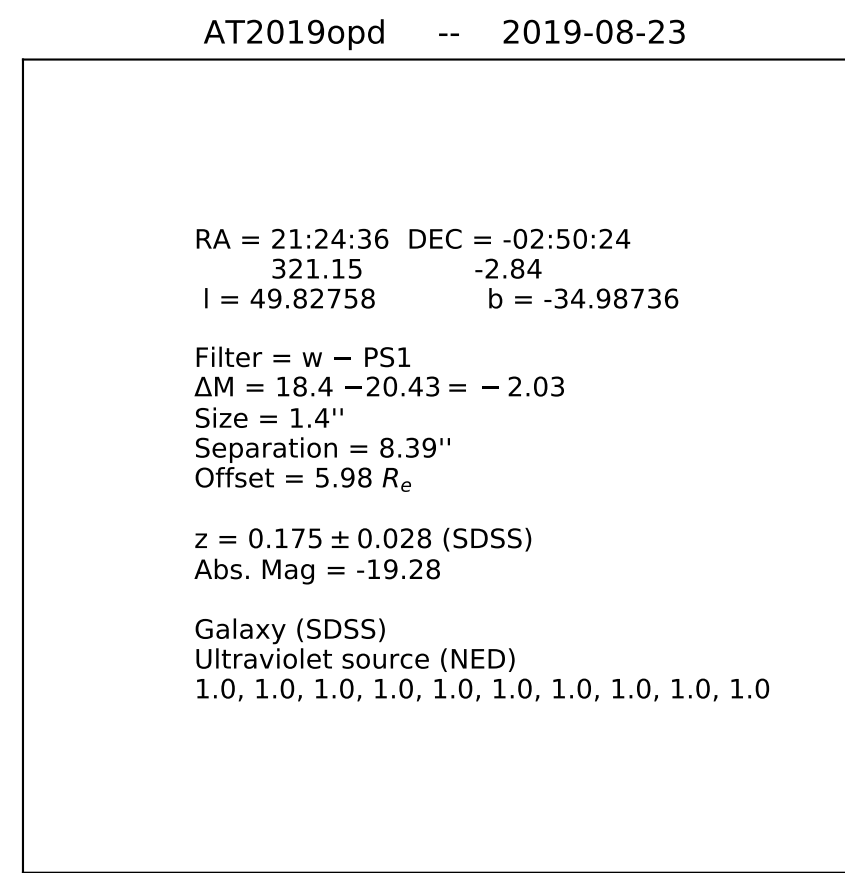 AT2019opd -- 2019-08-23
RA = 21:24:36 DEC = -02:50:24
321.15 -2.84
l = 49.82758 b = -34.98736
Filter = w − PS1
ΔM = 18.4 −20.43 = − 2.03
Size = 1.4''
Separation = 8.39''
Offset = 5.98 Rₑ
z = 0.175 ± 0.028 (SDSS)
Abs. Mag = -19.28
Galaxy (SDSS)
Ultraviolet source (NED)
1.0, 1.0, 1.0, 1.0, 1.0, 1.0, 1.0, 1.0, 1.0, 1.0